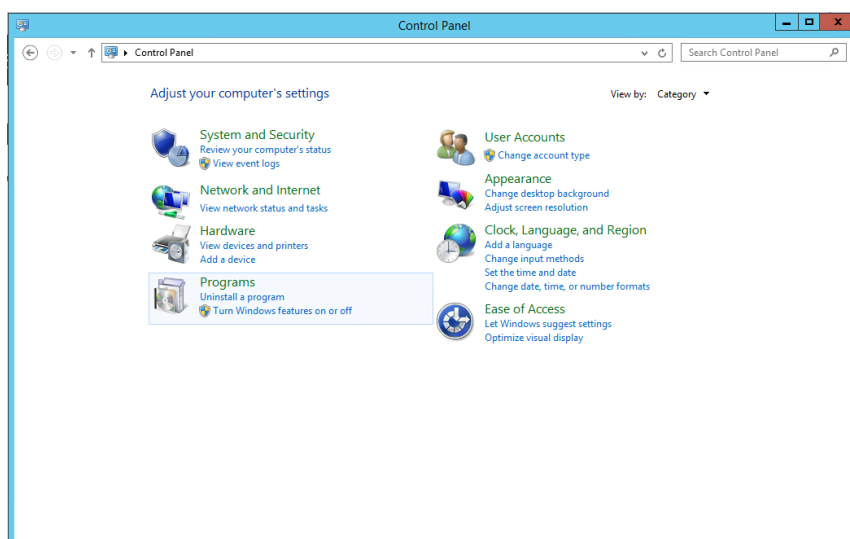 Control Panel
Control Panel
Search Control Panel
Adjust your computer's settings
View by: Category
System and Security
Review your computer's status
View event logs
Network and Internet
View network status and tasks
Hardware
View devices and printers
Add a device
Programs
Uninstall a program
Turn Windows features on or off
User Accounts
Change account type
Appearance
Change desktop background
Adjust screen resolution
Clock, Language, and Region
Add a language
Change input methods
Set the time and date
Change date, time, or number formats
Ease of Access
Let Windows suggest settings
Optimize visual display